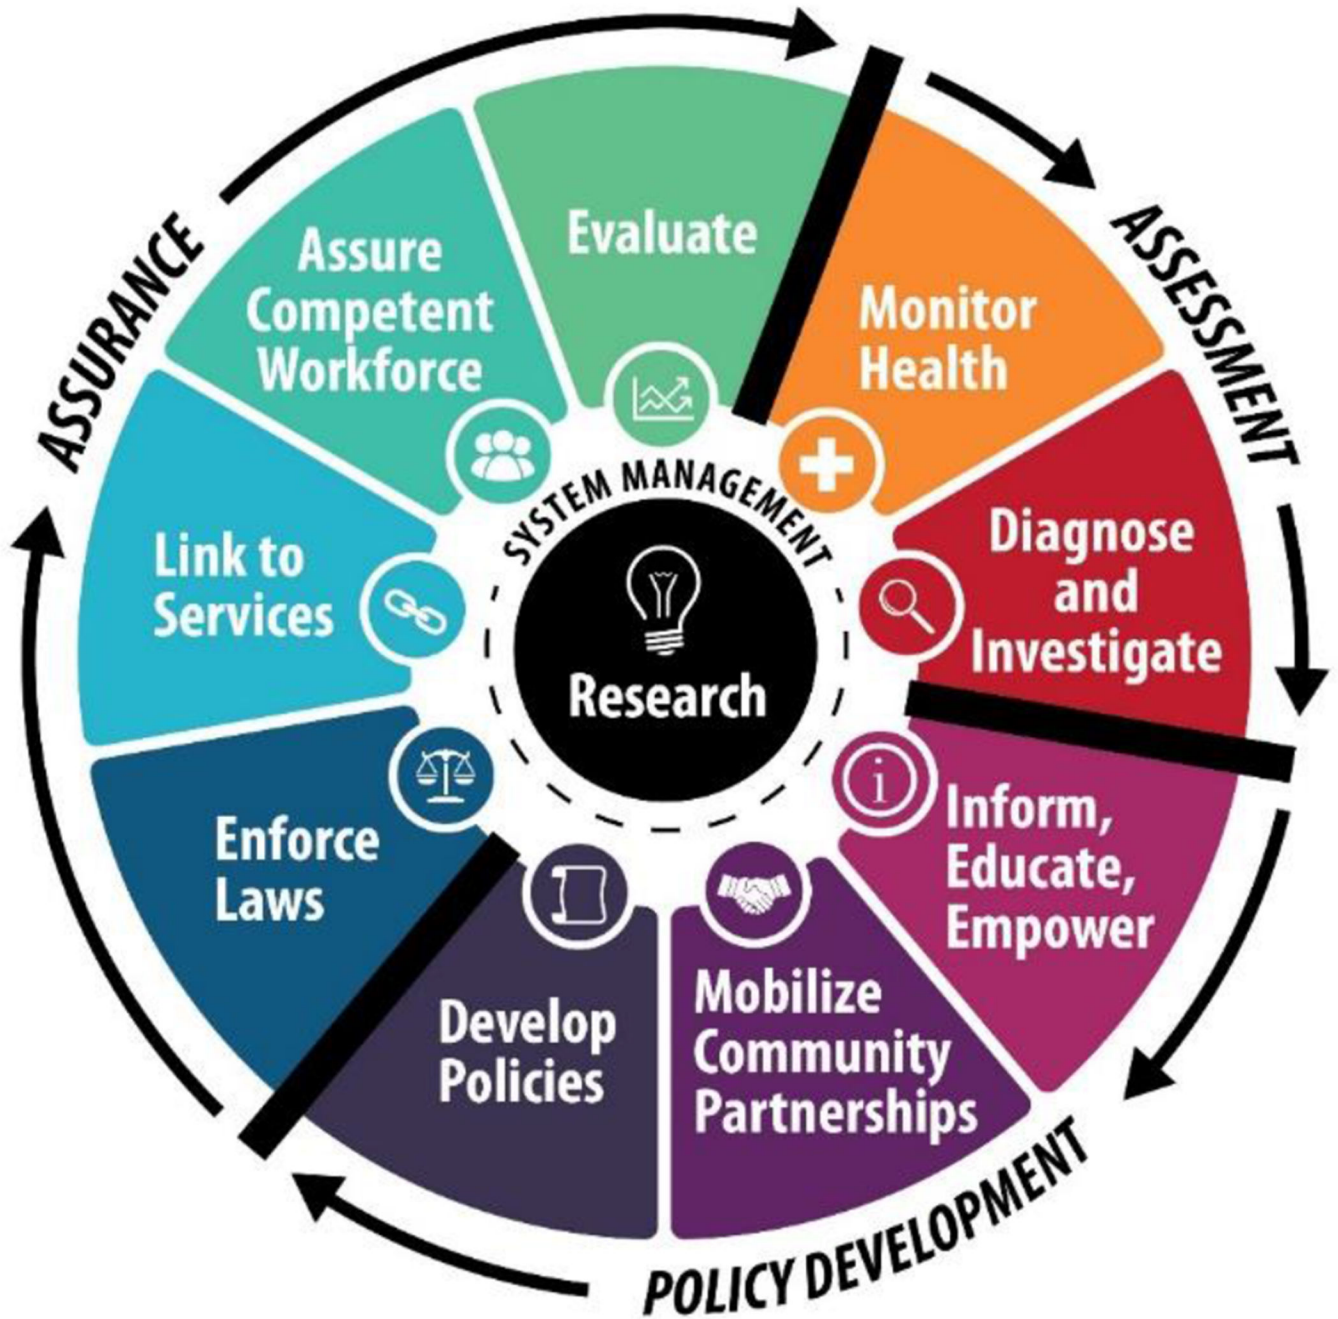 ASSESSMENT
Monitor
Health
Diagnose
and
Investigate
POLICY DEVELOPMENT
Inform,
Educate,
Empower
Mobilize
Community
Partnerships
Develop
Policies
ASSURANCE
Enforce
Laws
Link to
Services
Assure
Competent
Workforce
Evaluate
SYSTEM MANAGEMENT
Research